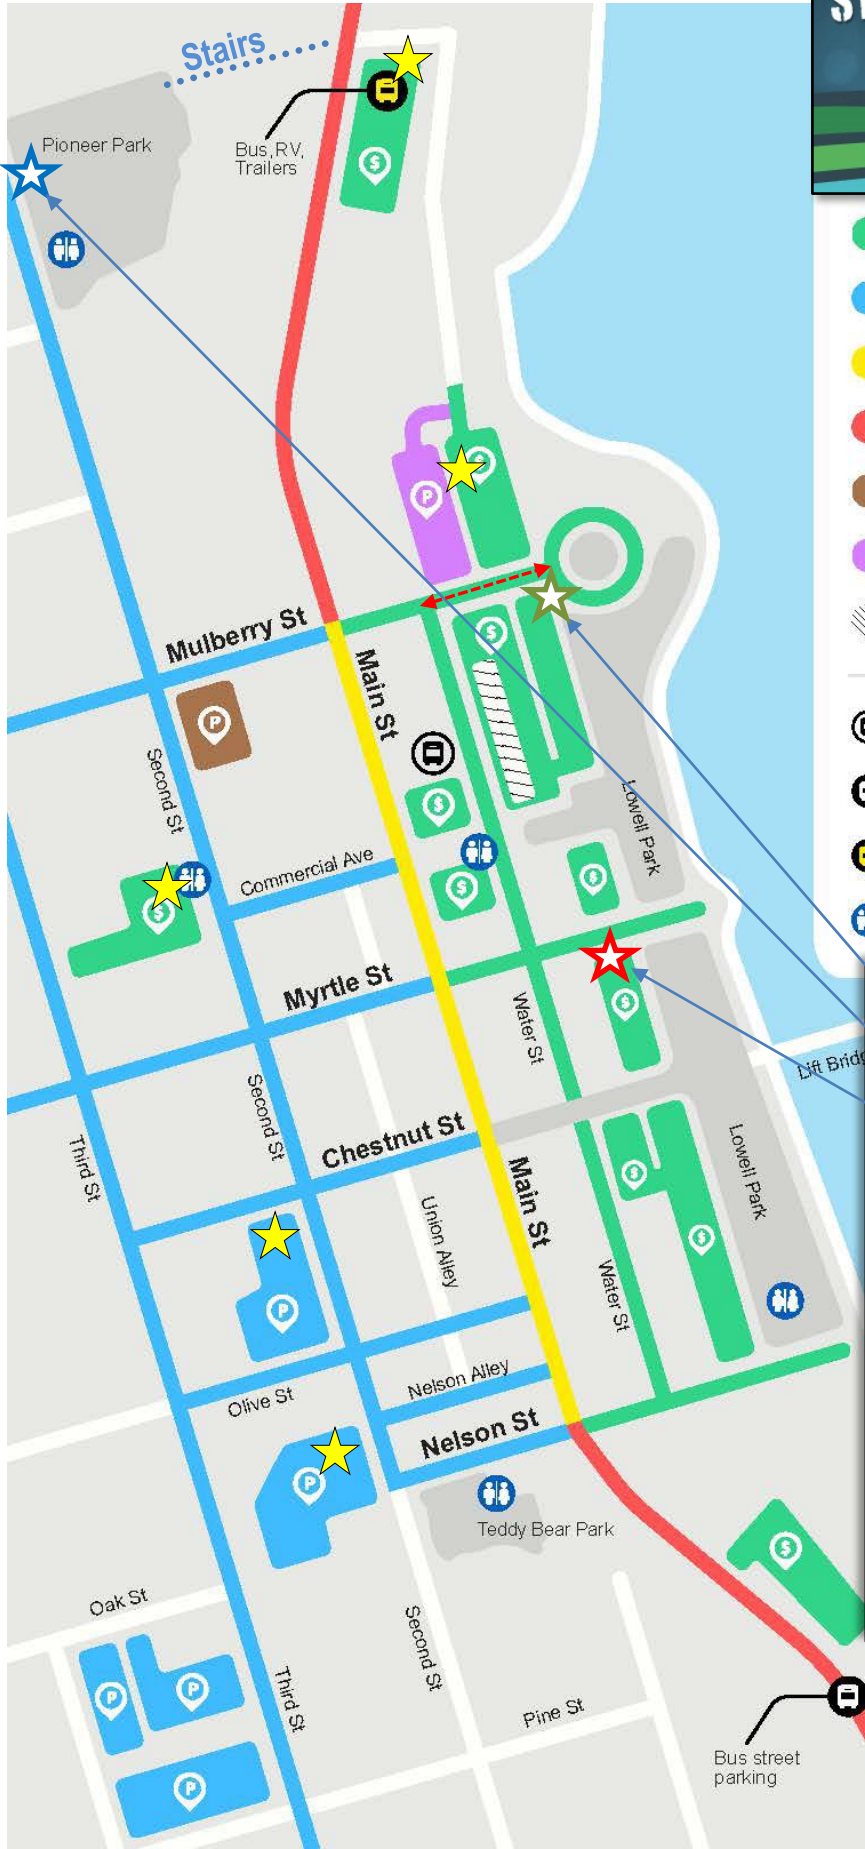 Stairs
Pioneer Park
Bus, RV,
Trailers
$
P
$
Mulberry St
Main St
$
P
Second St
Lowell Park
$
Commercial Ave
$
$
$
Myrtle St
Water St
$
Lift Bridg
Third St
Second St
Chestnut St
Main St
Lowell Park
$
Union Alley
$
Water St
P
Olive St
Nelson Alley
Nelson St
P
Teddy Bear Park
$
Oak St
Second St
P
P
Third St
Pine St
P
Bus street
parking